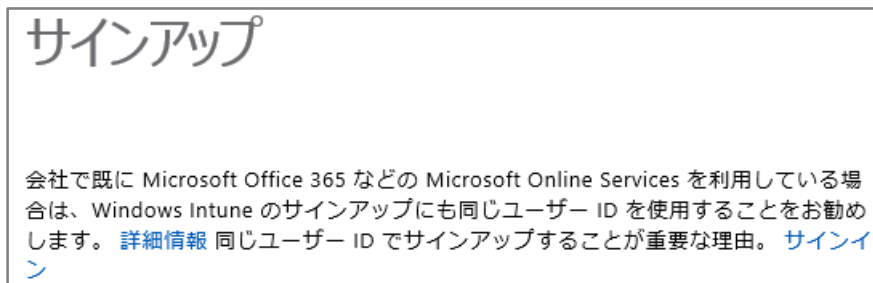 サインアップ
会社で既に Microsoft Office 365 などの Microsoft Online Services を利用している場
合は、Windows Intune のサインアップにも同じユーザー ID を使用することをお勧め
します。 詳細情報 同じユーザー ID でサインアップすることが重要な理由。 サインイ
ン